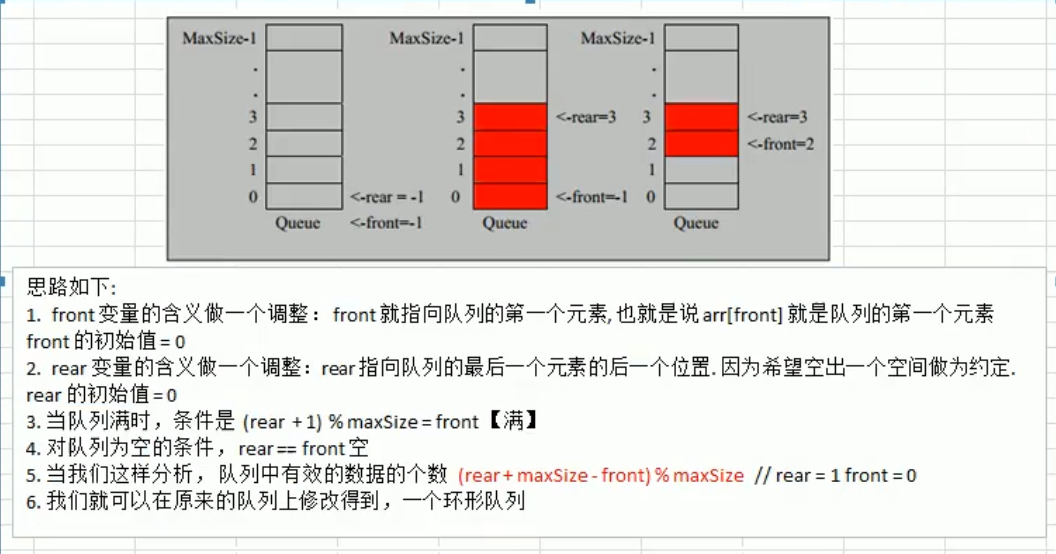 MaxSize-1 MaxSize-1 MaxSize-1
. . .
. . .
3 3 <-rear=3 3 <-rear=3
2 2 2 <-front=2
1 1 1
0 <-rear = -1 0 <-front=-1 0
Queue <-front=-1 Queue Queue
思路如下:
1. front 变量的含义做一个调整： front 就指向队列的第一个元素, 也就是说 arr[front] 就是队列的第一个元素
front 的初始值 = 0
2. rear 变量的含义做一个调整：rear 指向队列的最后一个元素的后一个位置. 因为希望空出一个空间做为约定.
rear 的初始值 = 0
3. 当队列满时，条件是 (rear + 1) % maxSize = front 【满】
4. 对队列为空的条件，rear == front 空
5. 当我们这样分析，队列中有效的数据的个数 (rear + maxSize - front) % maxSize // rear = 1 front = 0
6. 我们就可以在原来的队列上修改得到，一个环形队列